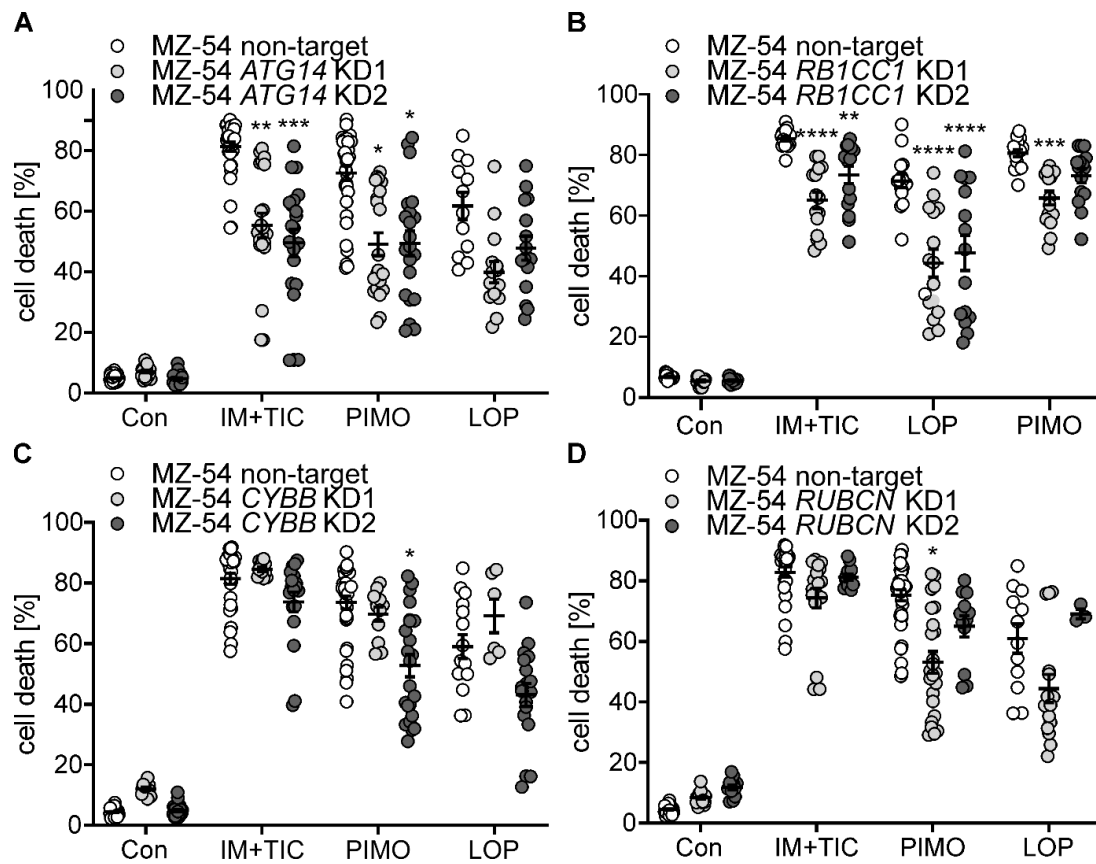 A
MZ-54 non-target
MZ-54 ATG14 KD1
MZ-54 ATG14 KD2
cell death [%]
100
80
60
40
20
0
** *** * *
Con IM+TIC PIMO LOP
B
MZ-54 non-target
MZ-54 RB1CC1 KD1
MZ-54 RB1CC1 KD2
cell death [%]
100
80
60
40
20
0
**** ** **** **** ***
Con IM+TIC LOP PIMO
C
MZ-54 non-target
MZ-54 CYBB KD1
MZ-54 CYBB KD2
cell death [%]
100
80
60
40
20
0
*
Con IM+TIC PIMO LOP
D
MZ-54 non-target
MZ-54 RUBCN KD1
MZ-54 RUBCN KD2
cell death [%]
100
80
60
40
20
0
*
Con IM+TIC PIMO LOP